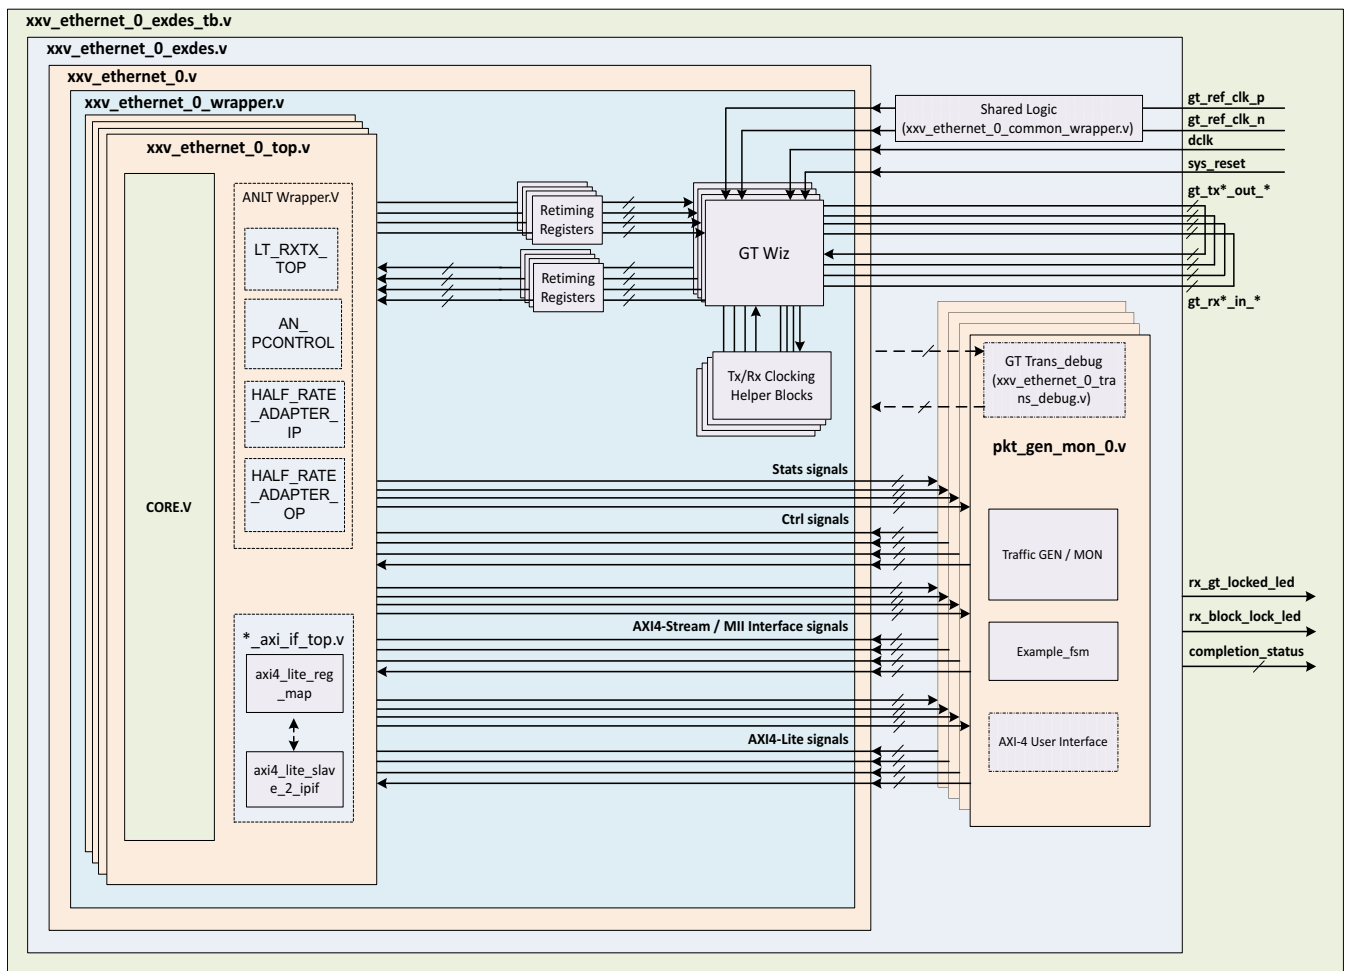 xxv_ethernet_0_exdes_tb.v
xxv_ethernet_0_exdes.v
xxv_ethernet_0.v
xxv_ethernet_0_wrapper.v
xxv_ethernet_0_top.v
CORE.V
ANLT Wrapper.V
LT_RXTX_
TOP
AN_
PCONTROL
HALF_RATE
_ADAPTER_
IP
HALF_RATE
_ADAPTER_
OP
*_axi_if_top.v
axi4_lite_reg
_map
axi4_lite_slav
e_2_ipif
Retiming
Registers
Retiming
Registers
GT Wiz
Tx/Rx Clocking
Helper Blocks
Shared Logic
(xxv_ethernet_0_common_wrapper.v)
gt_ref_clk_p
gt_ref_clk_n
dclk
sys_reset
gt_tx*_out_*
gt_rx*_in_*
GT Trans_debug
(xxv_ethernet_0_tra
ns_debug.v)
pkt_gen_mon_0.v
Stats signals
Ctrl signals
AXI4-Stream / MII Interface signals
AXI4-Lite signals
Traffic GEN / MON
Example_fsm
AXI-4 User Interface
rx_gt_locked_led
rx_block_lock_led
completion_status